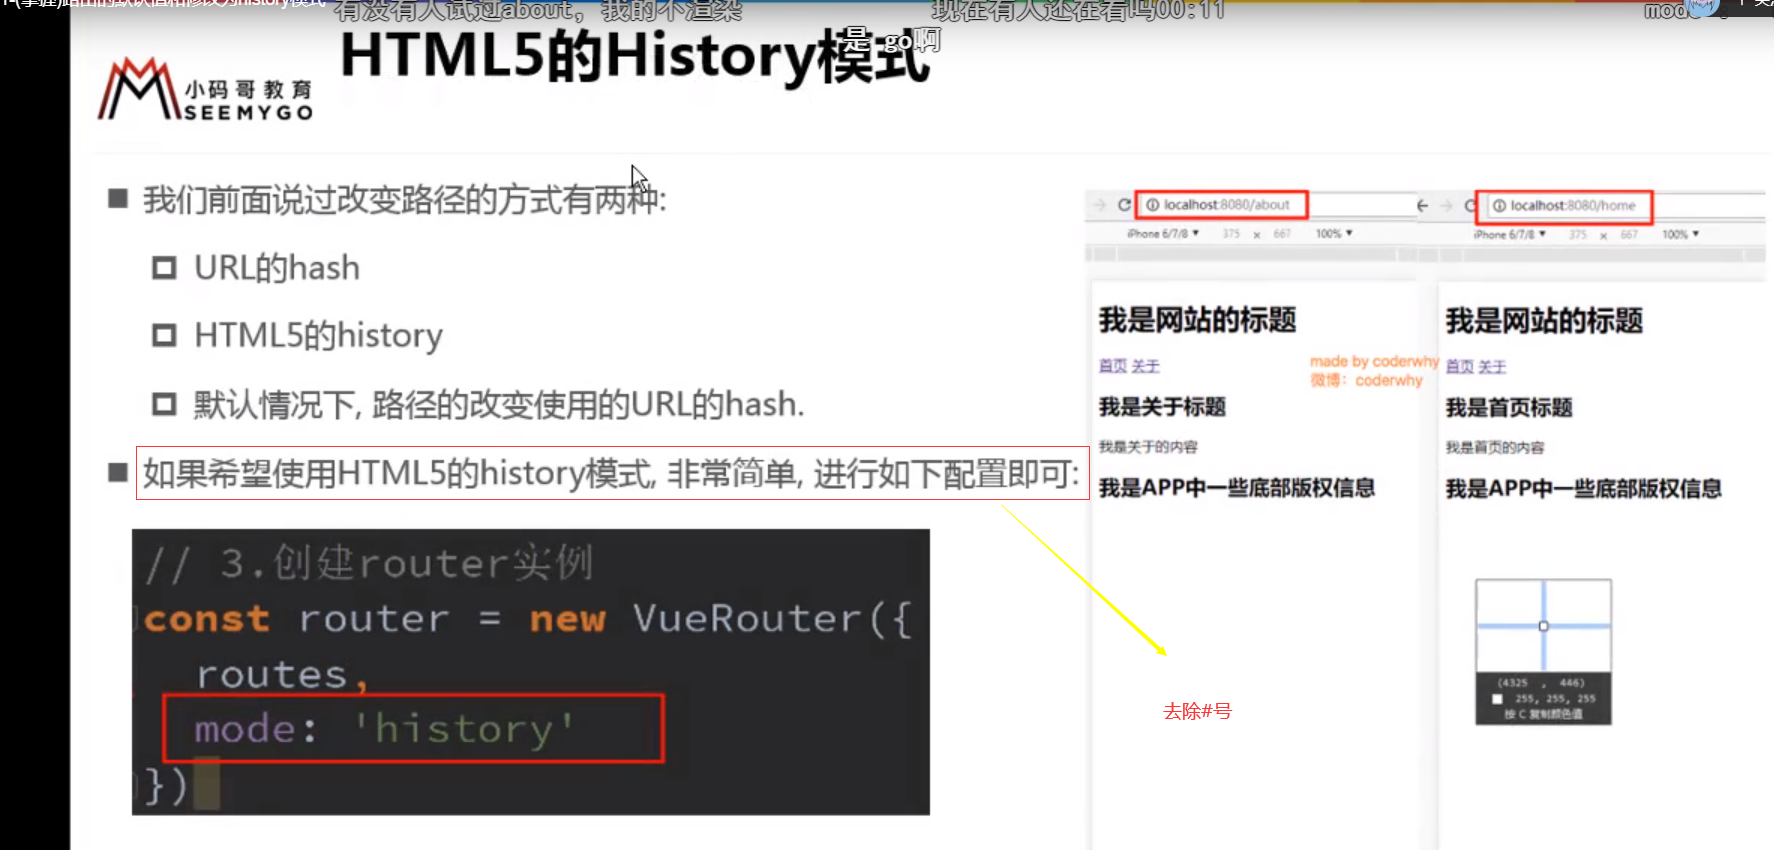 有没有人试过about，我的不渲染
现在有人还在看吗00:11
是 go啊
HTML5的History模式
小码哥教育
SEEMYGO
我们前面说过改变路径的方式有两种:
URL的hash
HTML5的history
默认情况下, 路径的改变使用的URL的hash.
如果希望使用HTML5的history模式, 非常简单, 进行如下配置即可:
// 3.创建router实例
const router = new VueRouter({
routes,
mode: 'history'
})
localhost:8080/about
iPhone 6/7/8 ▼ 375 × 667 100% ▼
我是网站的标题
首页 关于
我是关于标题
我是关于的内容
我是APP中一些底部版权信息
made by coderwhy
微博：coderwhy
localhost:8080/home
iPhone 6/7/8 ▼ 375 × 667 100% ▼
我是网站的标题
首页 关于
我是首页标题
我是首页的内容
我是APP中一些底部版权信息
(4325 , 446)
255, 255, 255
按 C 复制颜色值
去除#号